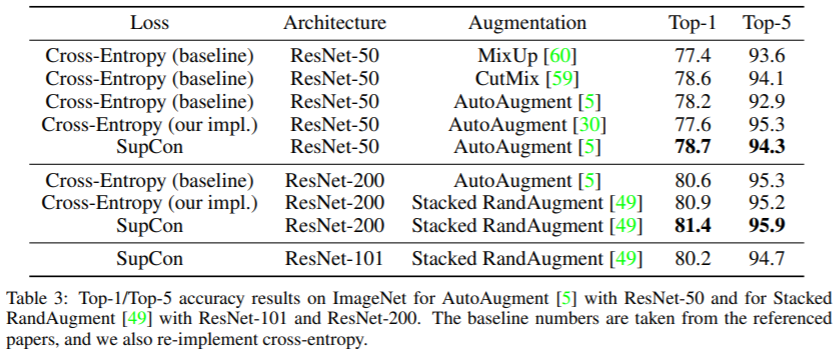 Loss Architecture Augmentation Top-1 Top-5
Cross-Entropy (baseline) ResNet-50 MixUp [60] 77.4 93.6
Cross-Entropy (baseline) ResNet-50 CutMix [59] 78.6 94.1
Cross-Entropy (baseline) ResNet-50 AutoAugment [5] 78.2 92.9
Cross-Entropy (our impl.) ResNet-50 AutoAugment [30] 77.6 95.3
SupCon ResNet-50 AutoAugment [5] 78.7 94.3
Cross-Entropy (baseline) ResNet-200 AutoAugment [5] 80.6 95.3
Cross-Entropy (our impl.) ResNet-200 Stacked RandAugment [49] 80.9 95.2
SupCon ResNet-200 Stacked RandAugment [49] 81.4 95.9
SupCon ResNet-101 Stacked RandAugment [49] 80.2 94.7
Table 3: Top-1/Top-5 accuracy results on ImageNet for AutoAugment [5] with ResNet-50 and for Stacked
RandAugment [49] with ResNet-101 and ResNet-200. The baseline numbers are taken from the referenced
papers, and we also re-implement cross-entropy.